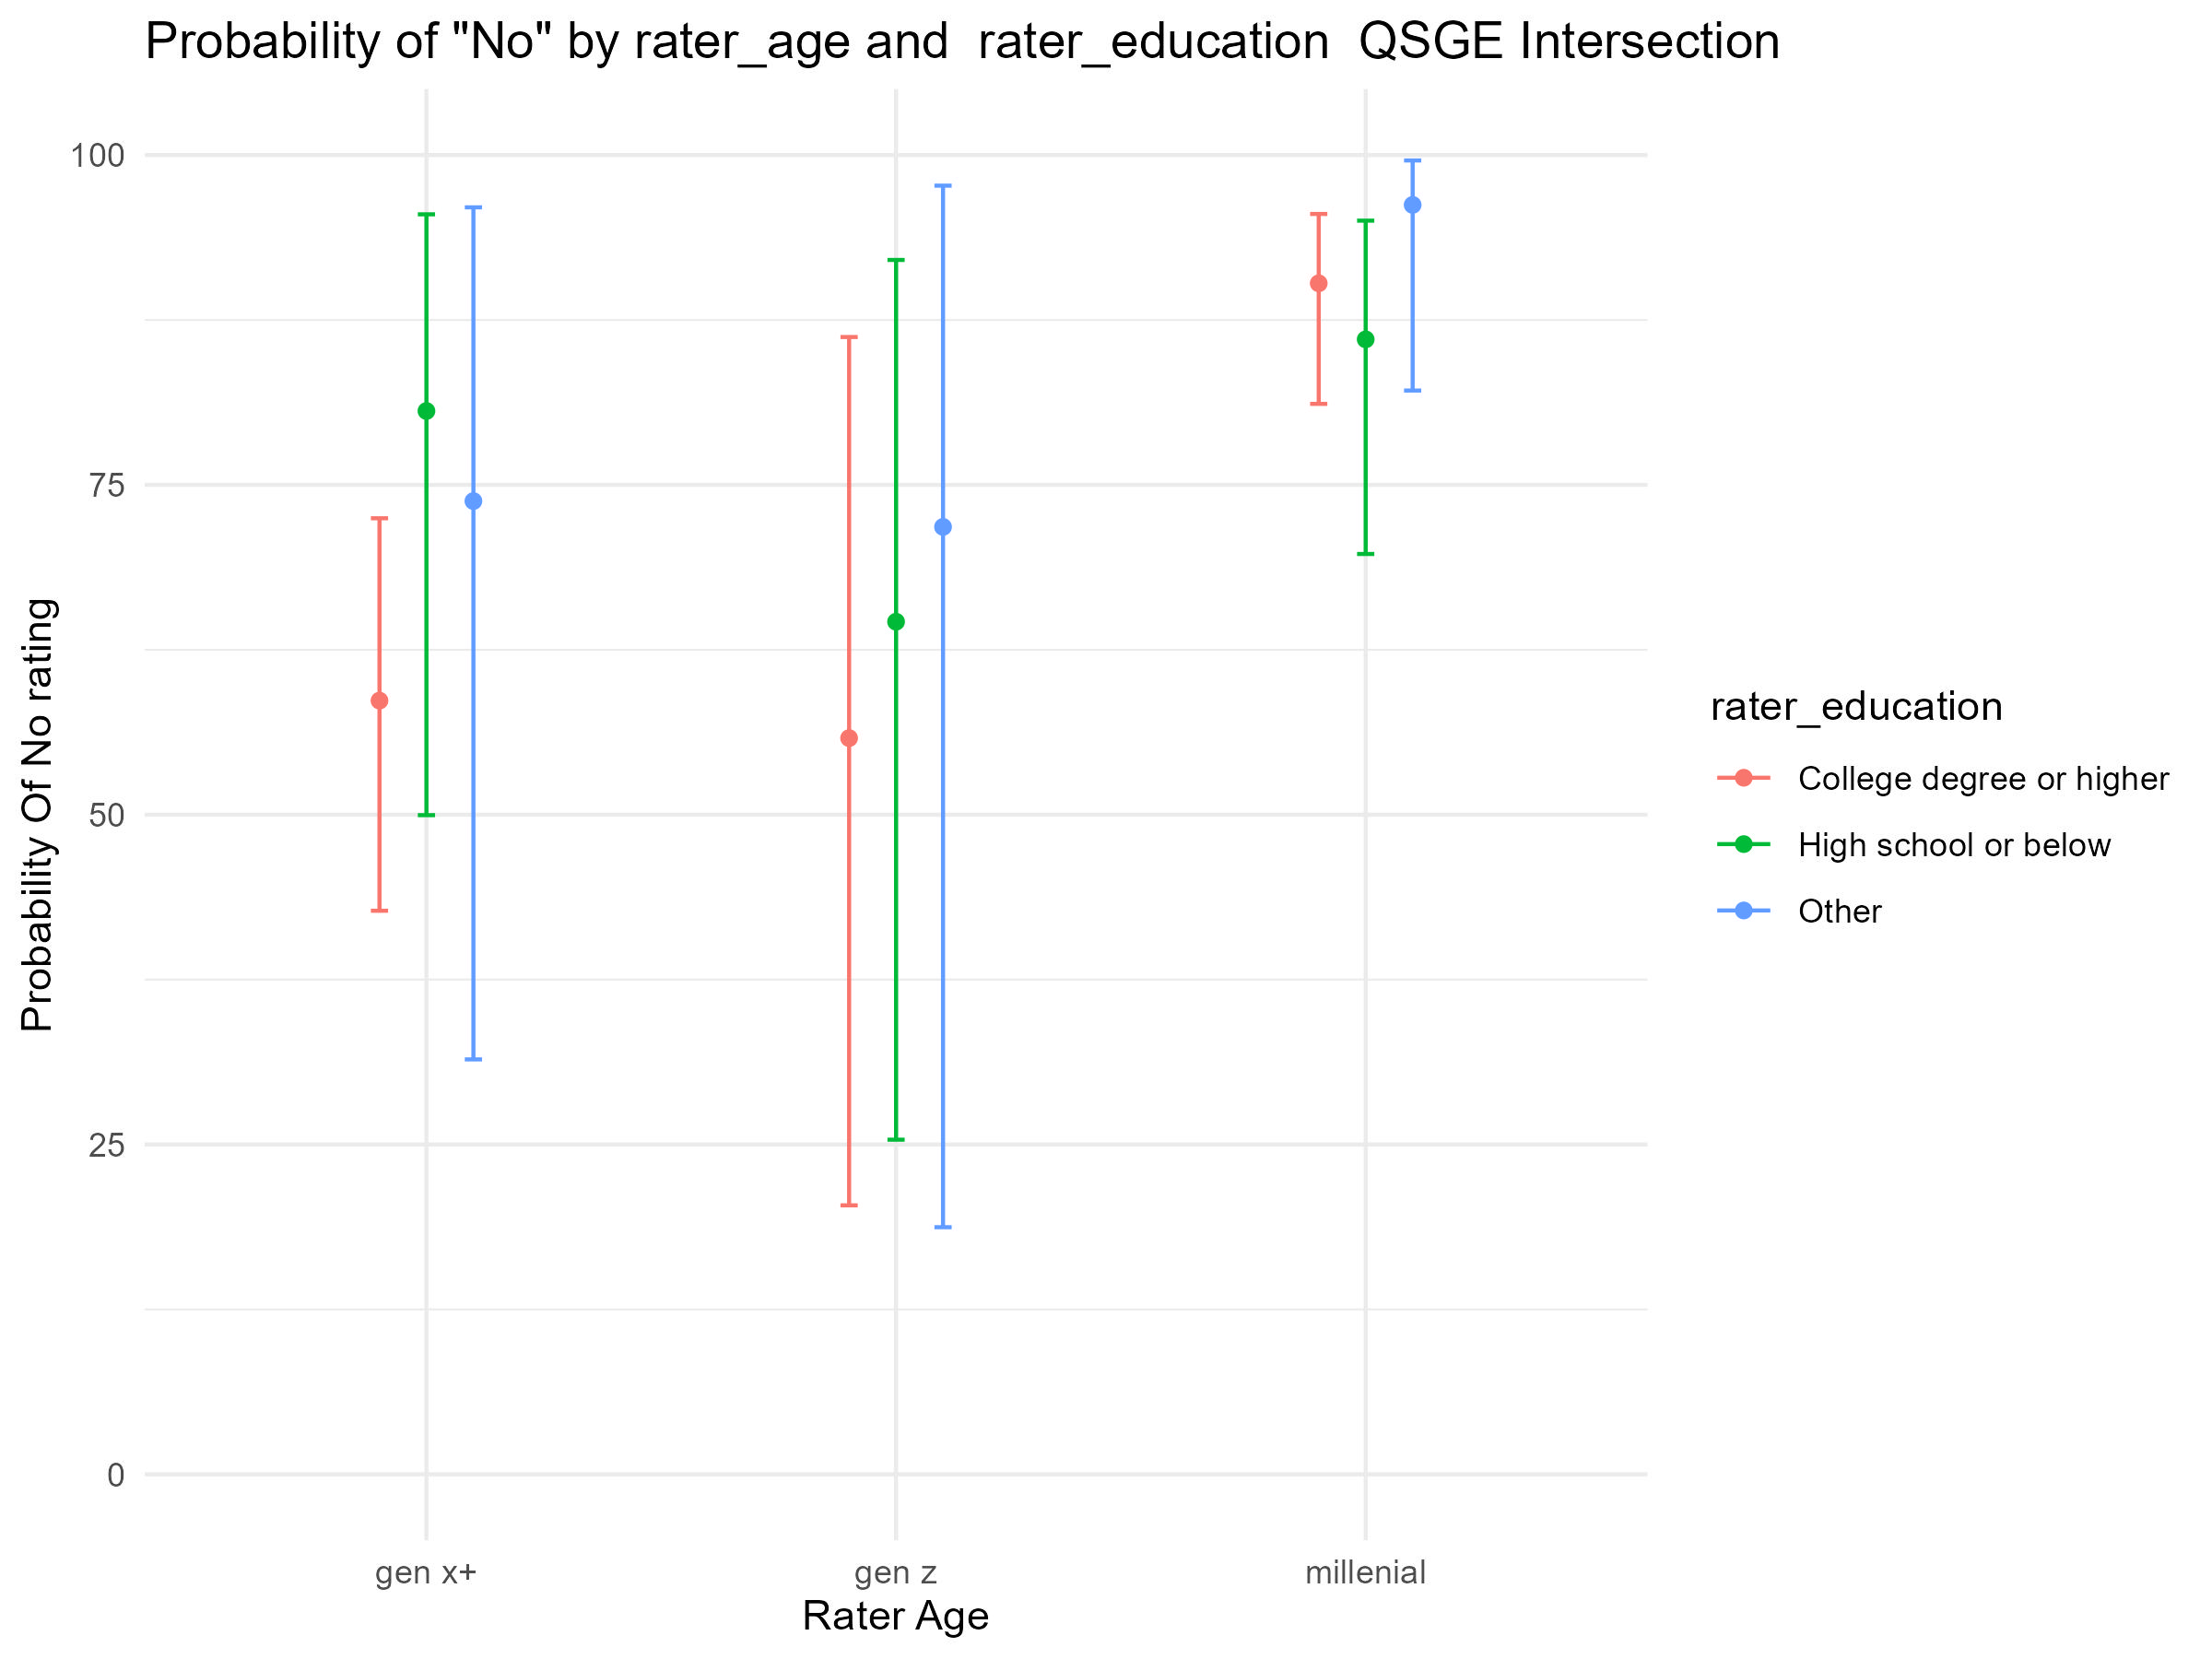 Probability of "No" by rater_age and  rater_education  QSGE Intersection
100
75
50
25
0
Probability Of No rating
gen x+
gen z
millenial
Rater Age
rater_education
College degree or higher
High school or below
Other